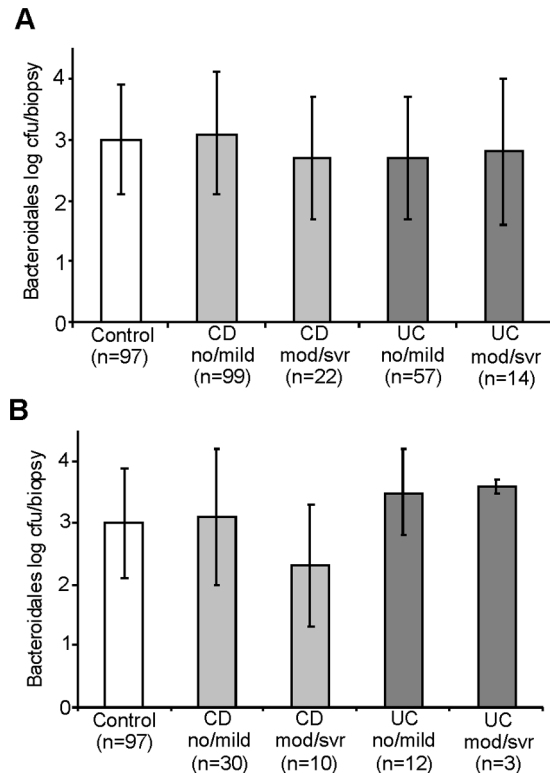 A
Bacteroidales log cfu/biopsy
4
3
2
1
0
Control
(n=97)
CD
no/mild
(n=99)
CD
mod/svr
(n=22)
UC
no/mild
(n=57)
UC
mod/svr
(n=14)
B
Bacteroidales log cfu/biopsy
4
3
2
1
0
Control
(n=97)
CD
no/mild
(n=30)
CD
mod/svr
(n=10)
UC
no/mild
(n=12)
UC
mod/svr
(n=3)